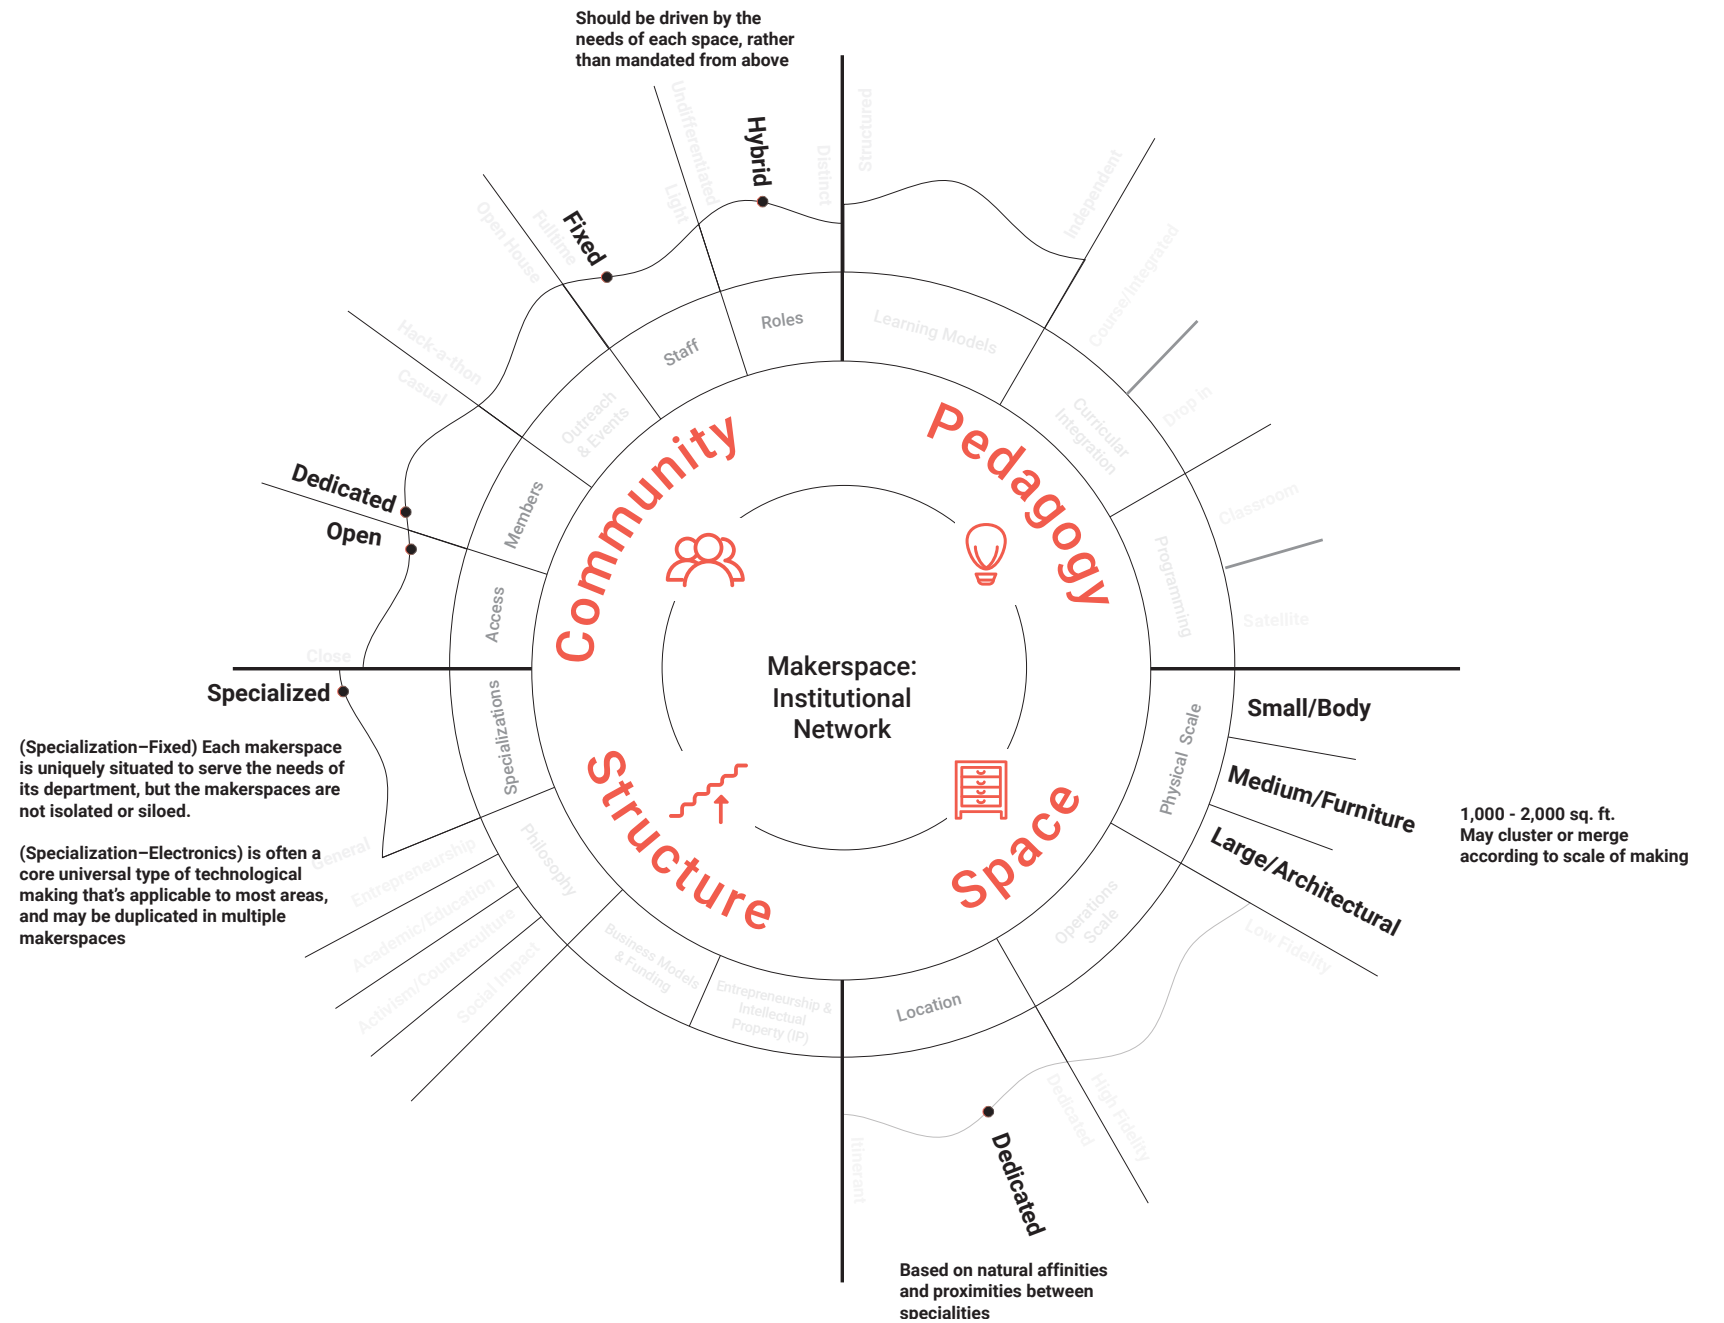 Should be driven by the
needs of each space, rather
than mandated from above
Undifferentiated
Hybrid
Distinct
Structured
Independent
Light
Fixed
Fulltime
Open House
Course/Integrated
Hack-a-thon
Casual
Drop in
Roles
Staff
Learning Models
Outreach
& Events
Curricular
Integration
Community
Pedagogy
Dedicated
Open
Members
Classroom
Programming
Access
Satellite
Close
Makerspace:
Institutional
Network
Specialized
Specializations
Small/Body
Physical Scale
Medium/Furniture
Large/Architectural
(Specialization–Fixed) Each makerspace
is uniquely situated to serve the needs of
its department, but the makerspaces are
not isolated or siloed.
(Specialization–Electronics) is often a
core universal type of technological
making that's applicable to most areas,
and may be duplicated in multiple
makerspaces
1,000 - 2,000 sq. ft.
May cluster or merge
according to scale of making
Structure
Space
General
Entrepreneurship
Academic/Education
Activism/Counterculture
Social Impact
Philosophy
Business Models
& Funding
Entrepreneurship &
Intellectual
Property (IP)
Location
Operations
Scale
Low Fidelity
High Fidelity
Dedicated
Itinerant
Dedicated
Based on natural affinities
and proximities between
specialities